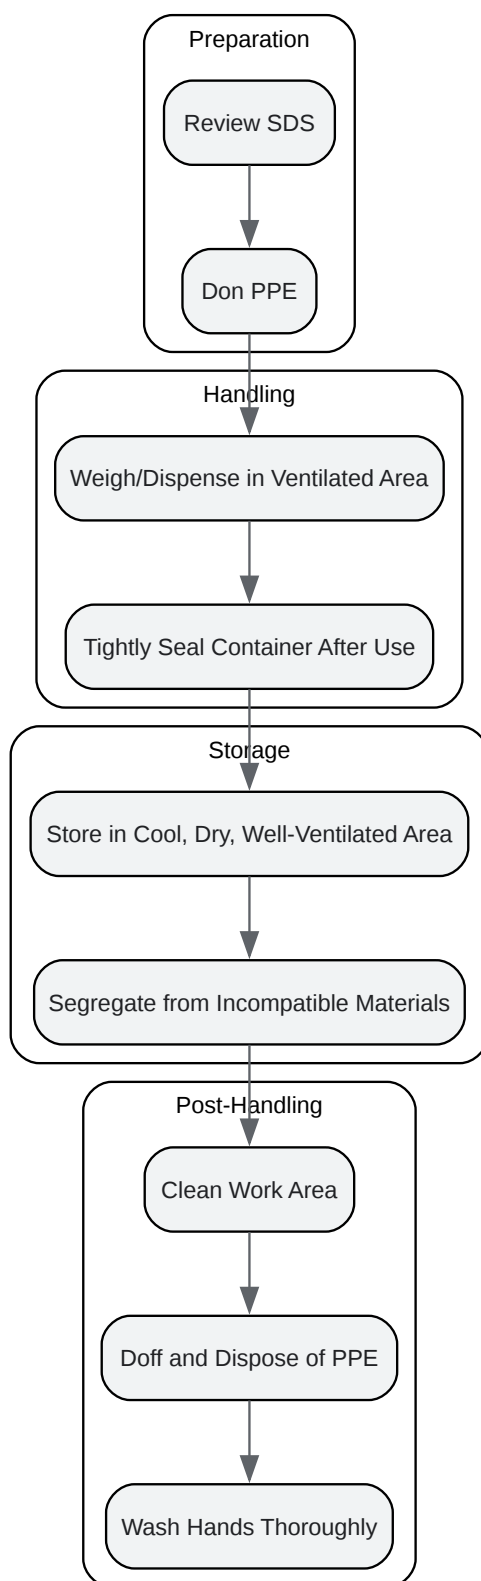 Preparation
Review SDS
Don PPE
Handling
Weigh/Dispense in Ventilated Area
Tightly Seal Container After Use
Storage
Store in Cool, Dry, Well-Ventilated Area
Segregate from Incompatible Materials
Post-Handling
Clean Work Area
Doff and Dispose of PPE
Wash Hands Thoroughly